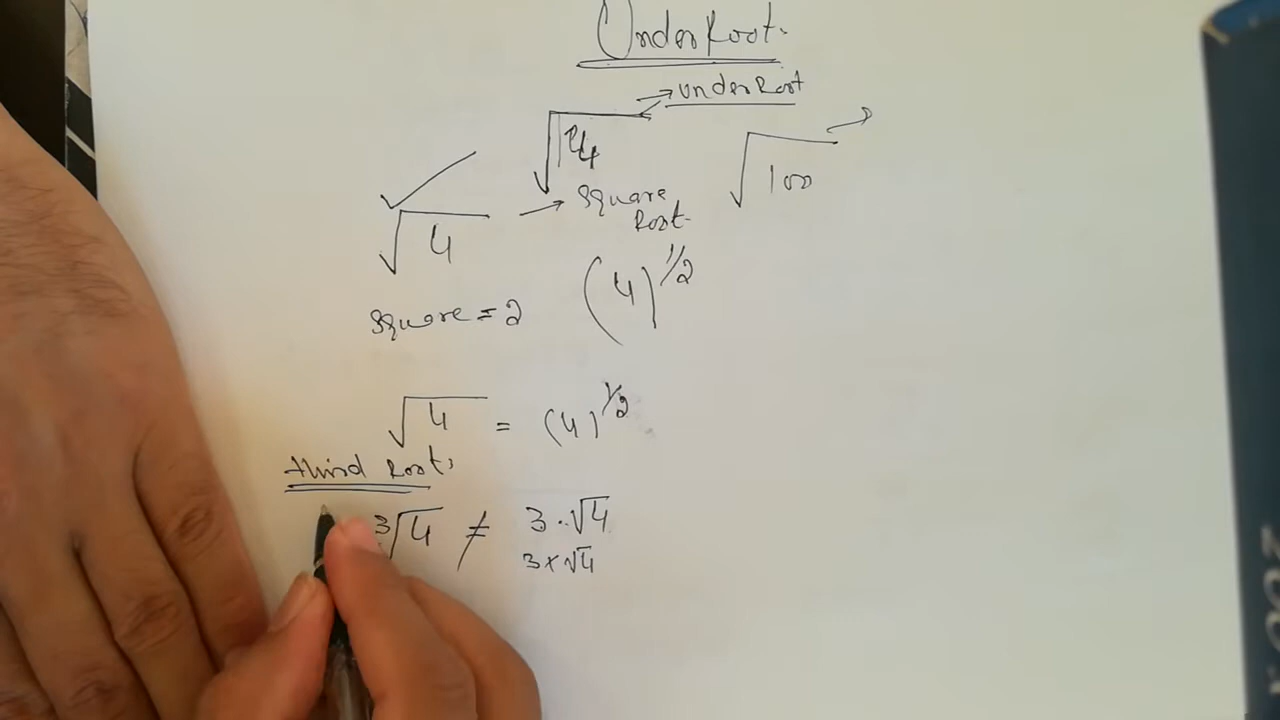 UnderRoot.
→ underRoot
√4
√100 →
√4 → square
Root.
(4)^1/2
square = 2
√4 = (4)^1/2
third Root,
³√4 ≠ 3·√4
3×√4